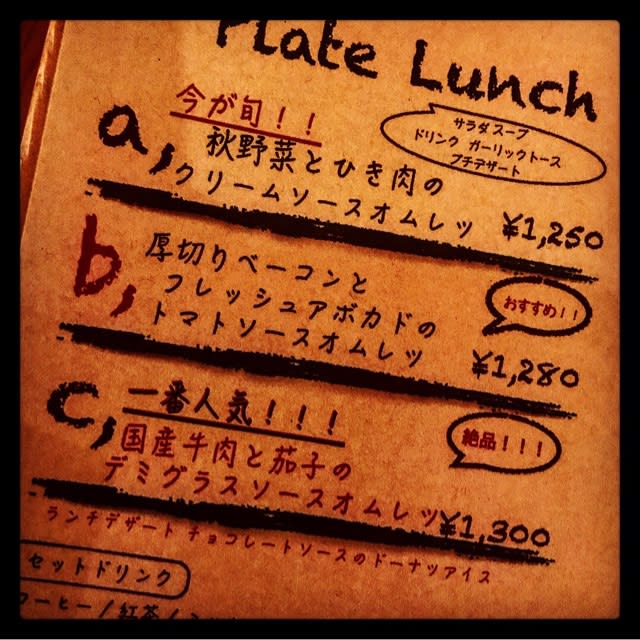 Plate Lunch
サラダ スープ
ドリンク ガーリックトース
プチデザート
a, 今が旬！！
秋野菜とひき肉の
クリームソースオムレツ ¥1,250
b, 厚切りベーコンと
フレッシュアボカドの
トマトソースオムレツ
おすすめ！！
¥1,280
c, 一番人気！！！
国産牛肉と茄子の
デミグラスソースオムレツ
絶品！！！
¥1,300
ランチデザート チョコレートソースのドーナツアイス
セットドリンク
コーヒー / 紅茶 /